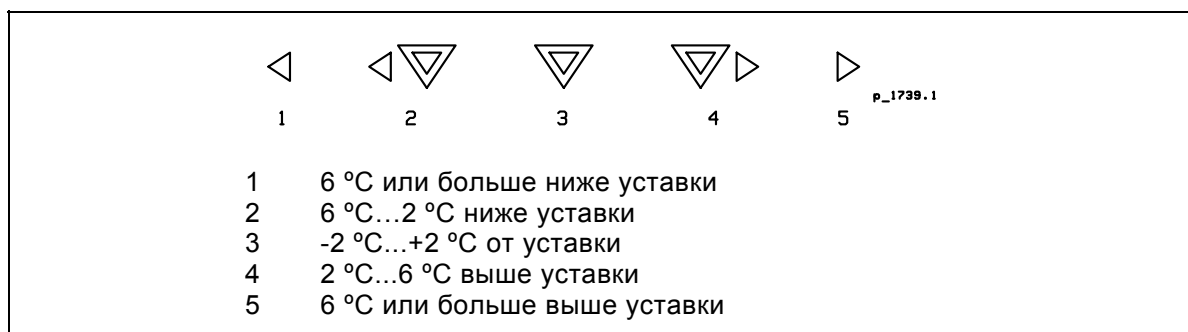 p_1739.1
1 2 3 4 5
1 6 ºC или больше ниже уставки
2 6 ºC…2 ºC ниже уставки
3 -2 ºC...+2 ºC от уставки
4 2 ºC...6 ºC выше уставки
5 6 ºC или больше выше уставки